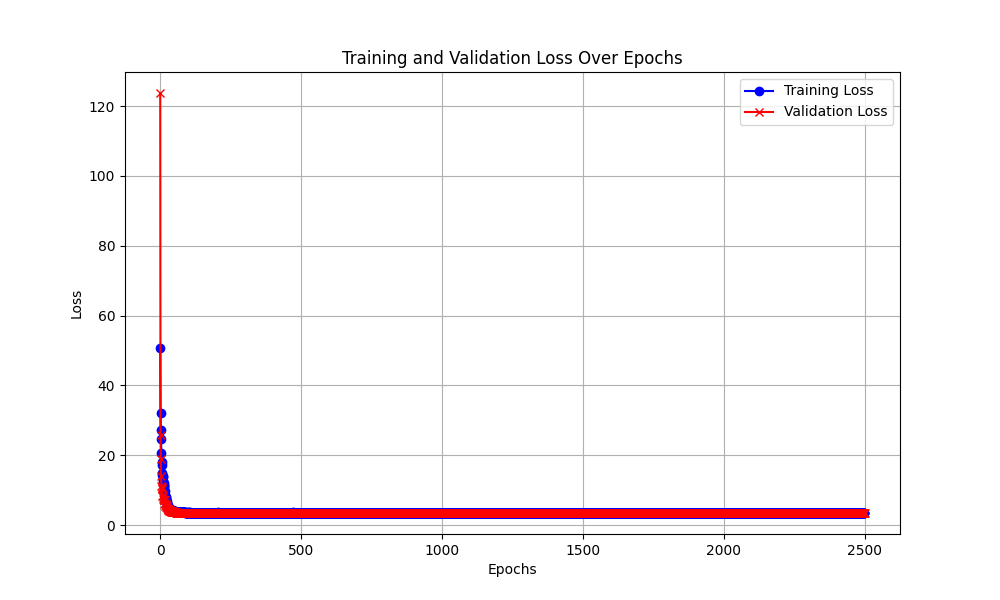 Training and Validation Loss Over Epochs
Training Loss
Validation Loss
120
100
80
60
40
20
0
Loss
0 500 1000 1500 2000 2500
Epochs